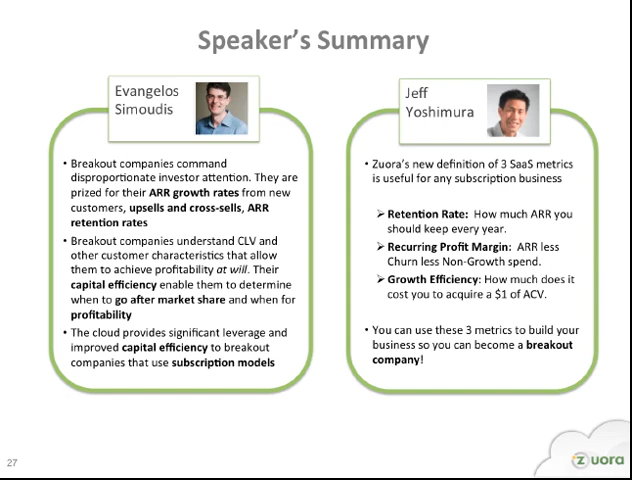 Speaker's Summary
Evangelos
Simoudis
• Breakout companies command
disproportionate investor attention. They are
prized for their ARR growth rates from new
customers, upsells and cross-sells, ARR
retention rates
• Breakout companies understand CLV and
other customer characteristics that allow
them to achieve profitability at will. Their
capital efficiency enable them to determine
when to go after market share and when for
profitability
• The cloud provides significant leverage and
improved capital efficiency to breakout
companies that use subscription models
Jeff
Yoshimura
• Zuora's new definition of 3 SaaS metrics
is useful for any subscription business
➢ Retention Rate: How much ARR you
should keep every year.
➢ Recurring Profit Margin: ARR less
Churn less Non-Growth spend.
➢ Growth Efficiency: How much does it
cost you to acquire a $1 of ACV.
• You can use these 3 metrics to build your
business so you can become a breakout
company!
27
zuora